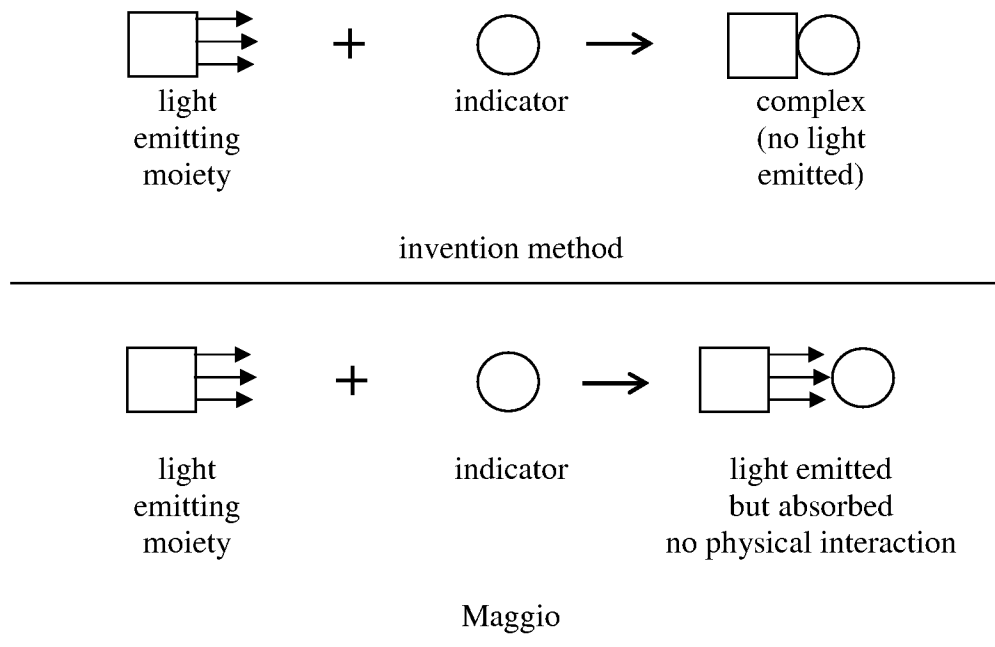 light
emitting
moiety
+
indicator
complex
(no light
emitted)
invention method
light
emitting
moiety
+
indicator
light emitted
but absorbed
no physical interaction
Maggio